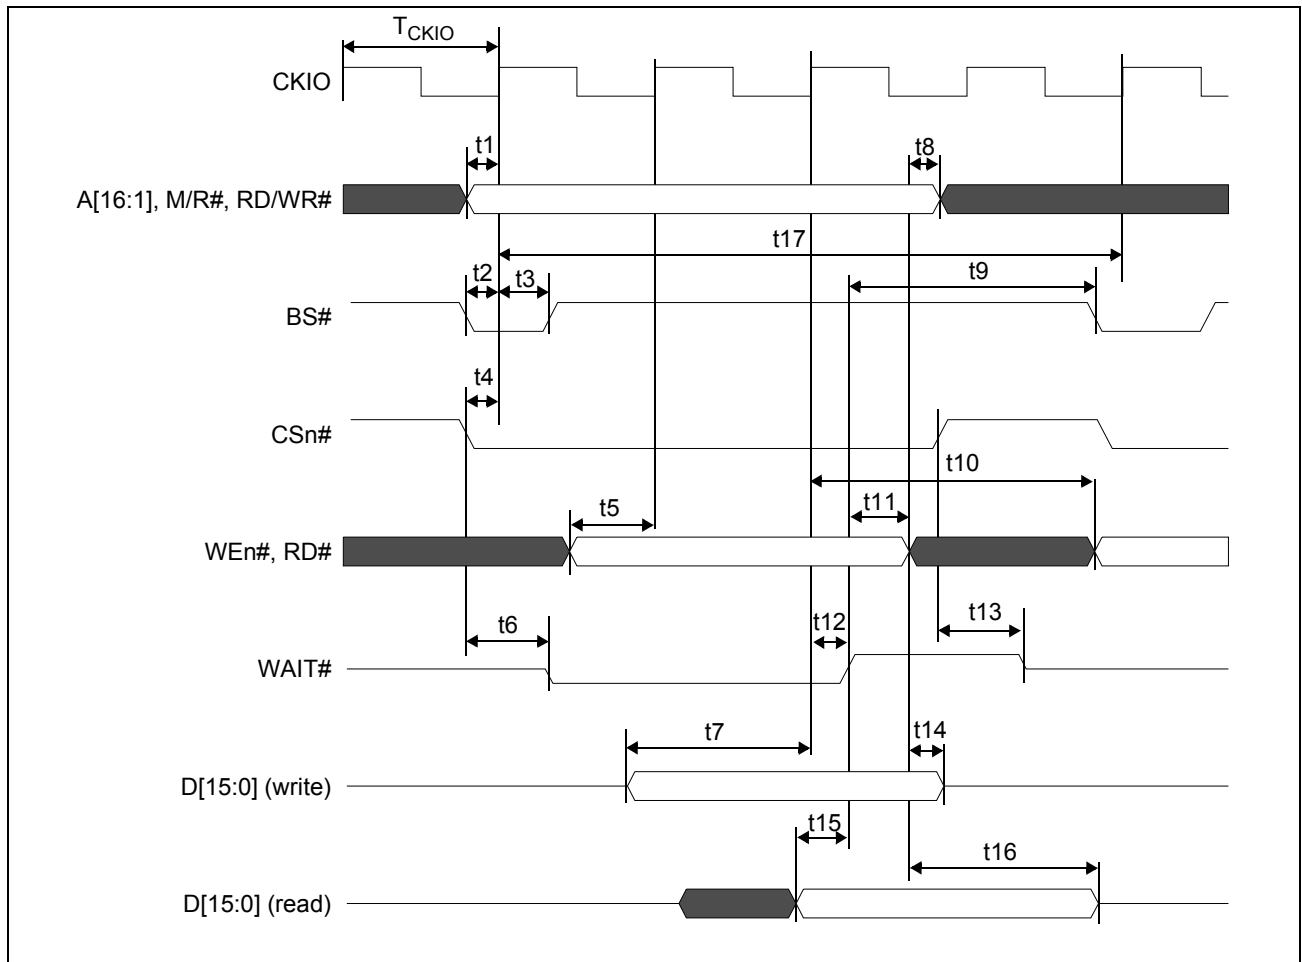 TCKIO
CKIO
t1
t8
A[16:1], M/R#, RD/WR#
t17
t9
t2
t3
BS#
t4
CSn#
t10
t11
t5
WEn#, RD#
t6
t12
t13
WAIT#
t7
t14
D[15:0] (write)
t15
t16
D[15:0] (read)